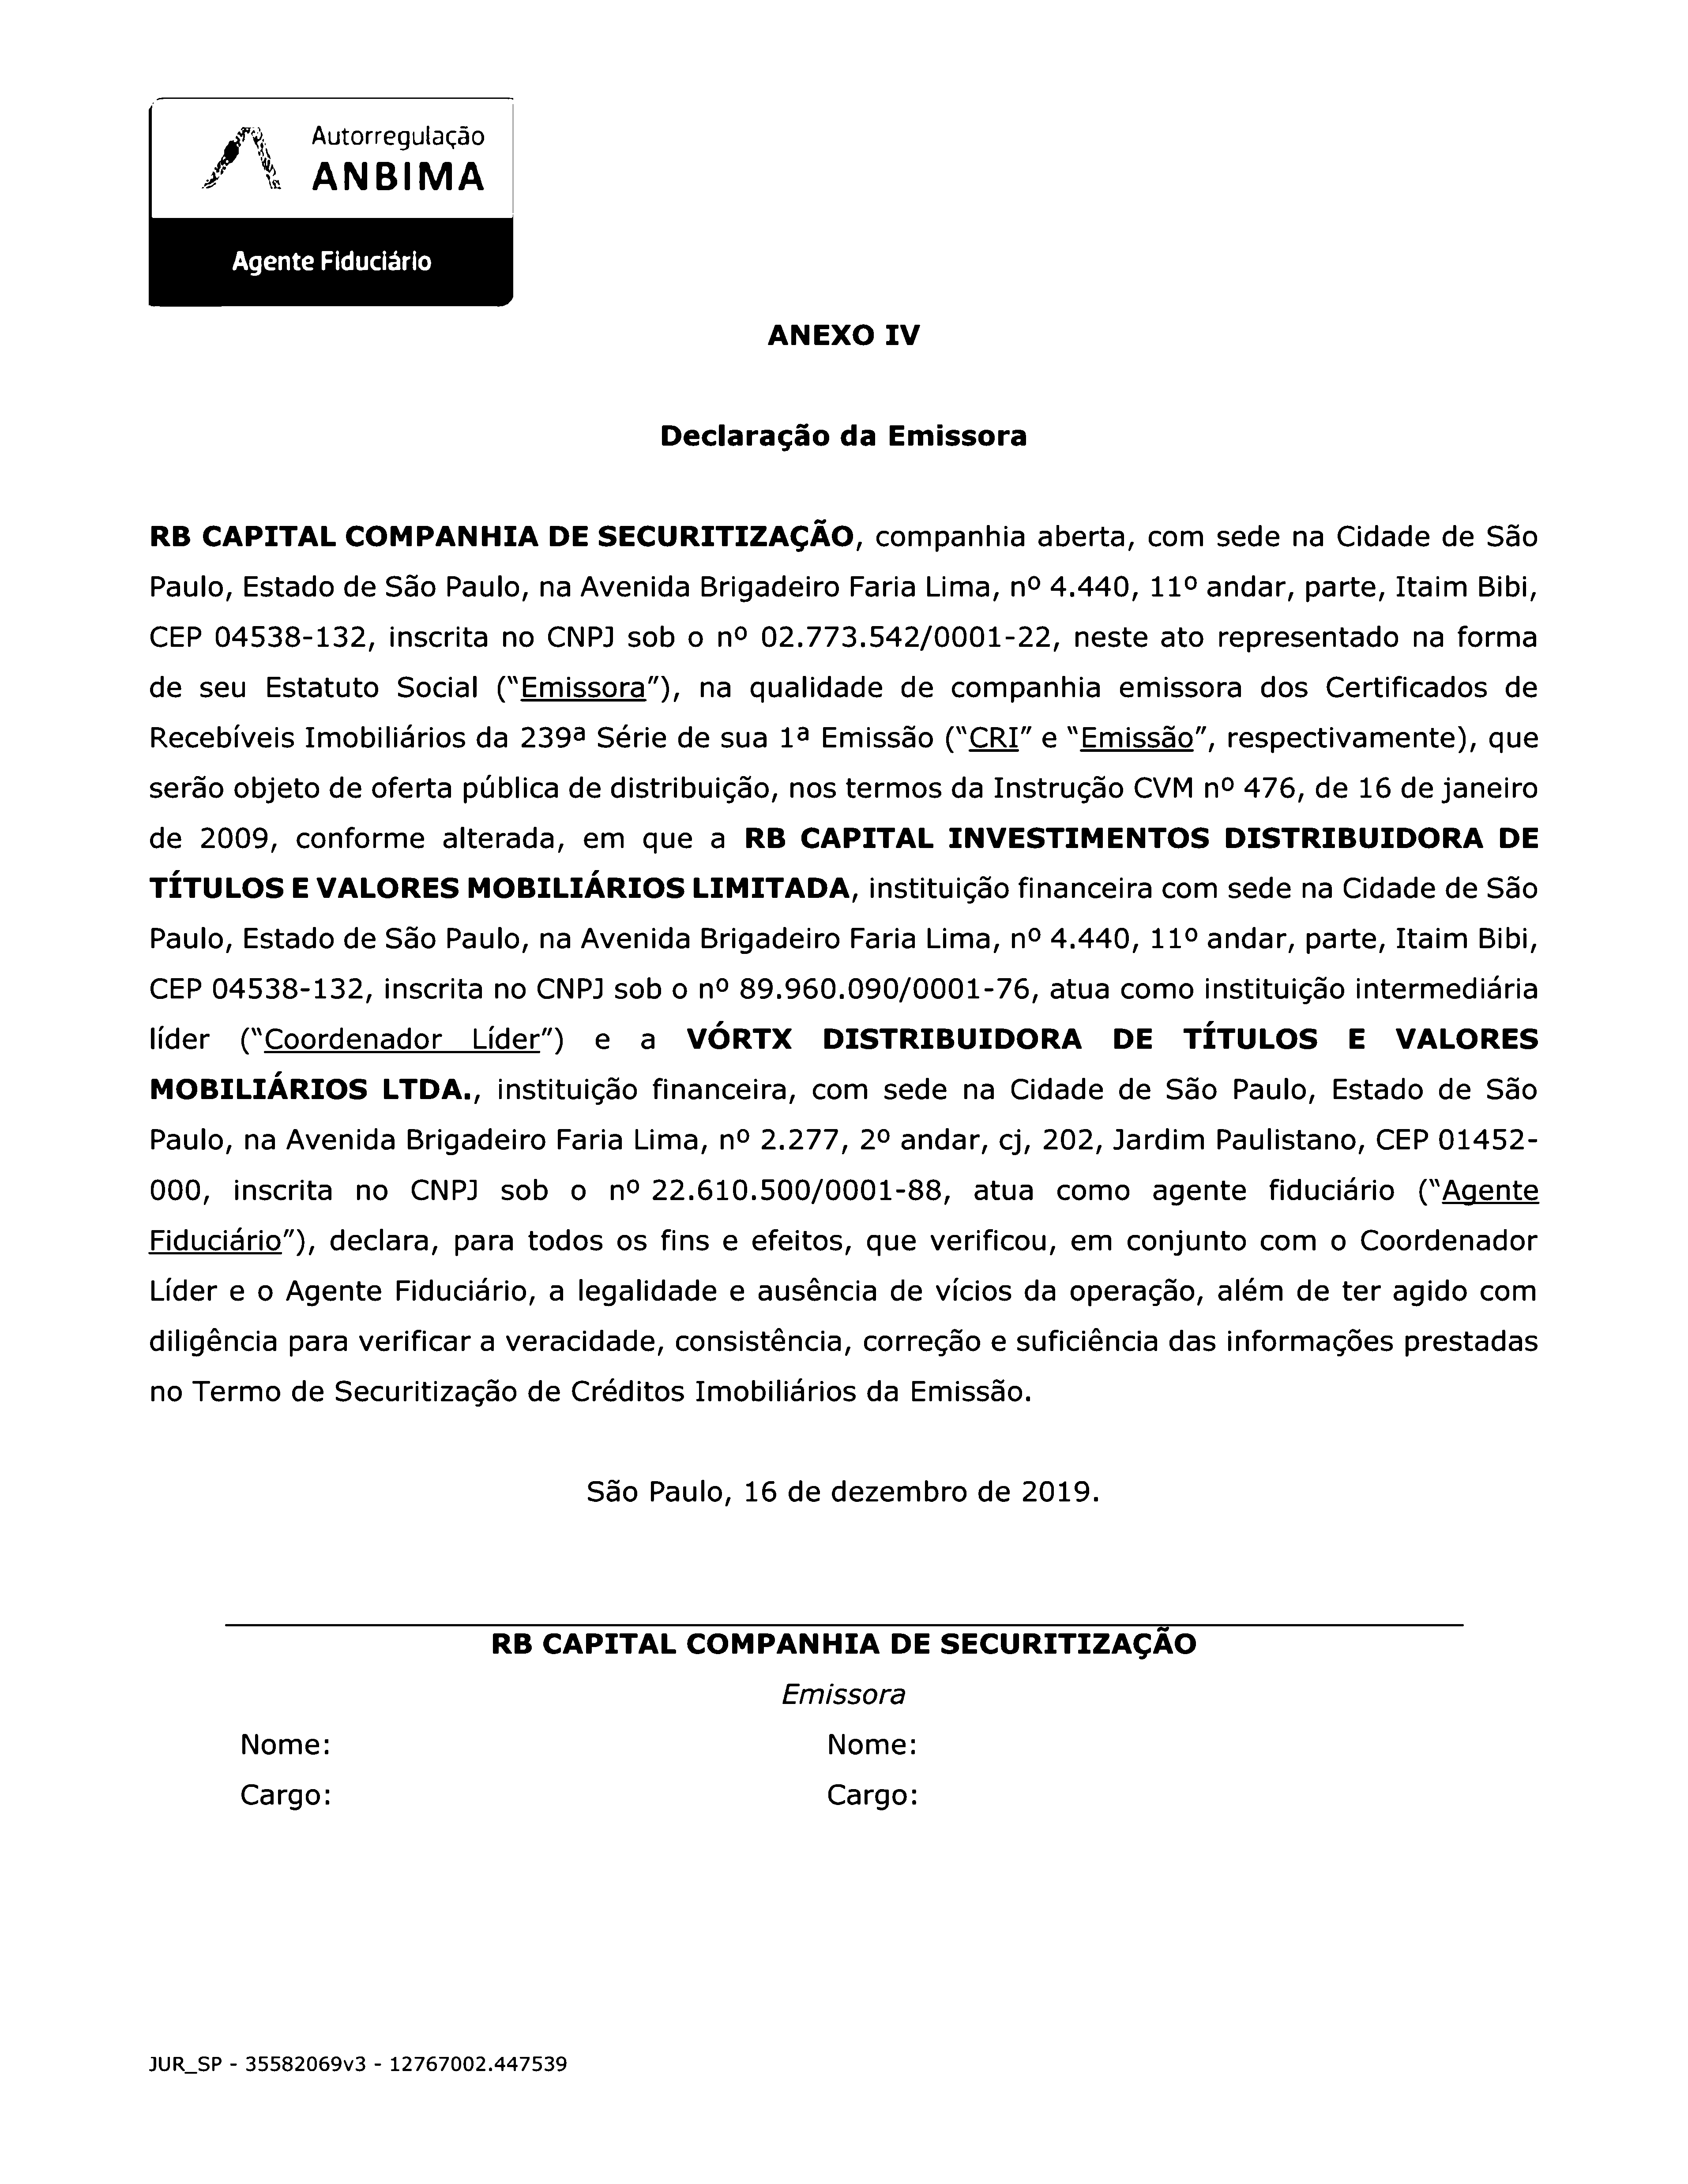 Autorregulação
ANBIMA
Agente Fiduciário
ANEXO IV
Declaração da Emissora
RB CAPITAL COMPANHIA DE SECURITIZAÇÃO, companhia aberta, com sede na Cidade de São
Paulo, Estado de São Paulo, na Avenida Brigadeiro Faria Lima, nº 4.440, 11º andar, parte, Itaim Bibi,
CEP 04538-132, inscrita no CNPJ sob o nº 02.773.542/0001-22, neste ato representado na forma
de seu Estatuto Social ("Emissora"), na qualidade de companhia emissora dos Certificados de
Recebíveis Imobiliários da 239ª Série de sua 1ª Emissão ("CRI" e "Emissão", respectivamente), que
serão objeto de oferta pública de distribuição, nos termos da Instrução CVM nº 476, de 16 de janeiro
de 2009, conforme alterada, em que a RB CAPITAL INVESTIMENTOS DISTRIBUIDORA DE
TÍTULOS E VALORES MOBILIÁRIOS LIMITADA, instituição financeira com sede na Cidade de São
Paulo, Estado de São Paulo, na Avenida Brigadeiro Faria Lima, nº 4.440, 11º andar, parte, Itaim Bibi,
CEP 04538-132, inscrita no CNPJ sob o nº 89.960.090/0001-76, atua como instituição intermediária
líder ("Coordenador Líder") e a VÓRTX DISTRIBUIDORA DE TÍTULOS E VALORES
MOBILIÁRIOS LTDA., instituição financeira, com sede na Cidade de São Paulo, Estado de São
Paulo, na Avenida Brigadeiro Faria Lima, nº 2.277, 2º andar, cj, 202, Jardim Paulistano, CEP 01452-
000, inscrita no CNPJ sob o nº 22.610.500/0001-88, atua como agente fiduciário ("Agente
Fiduciário"), declara, para todos os fins e efeitos, que verificou, em conjunto com o Coordenador
Líder e o Agente Fiduciário, a legalidade e ausência de vícios da operação, além de ter agido com
diligência para verificar a veracidade, consistência, correção e suficiência das informações prestadas
no Termo de Securitização de Créditos Imobiliários da Emissão.
São Paulo, 16 de dezembro de 2019.
RB CAPITAL COMPANHIA DE SECURITIZAÇÃO
Emissora
Nome: Nome:
Cargo: Cargo:
JUR_SP - 35582069v3 - 12767002.447539